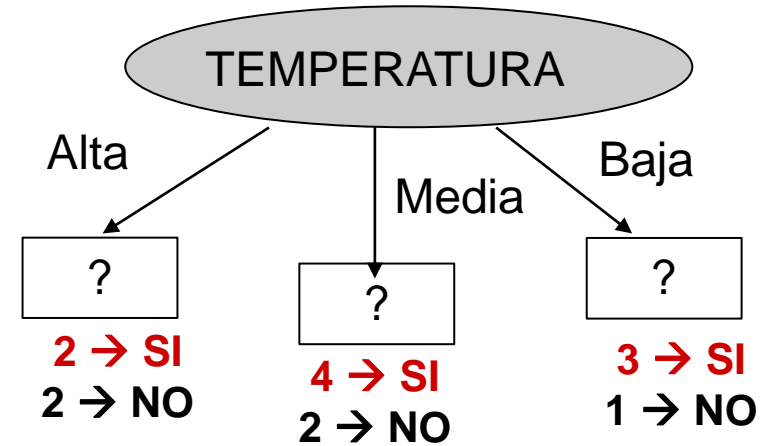 TEMPERATURA
Alta
Media
Baja
?
2 → SI
2 → NO
?
4 → SI
2 → NO
?
3 → SI
1 → NO